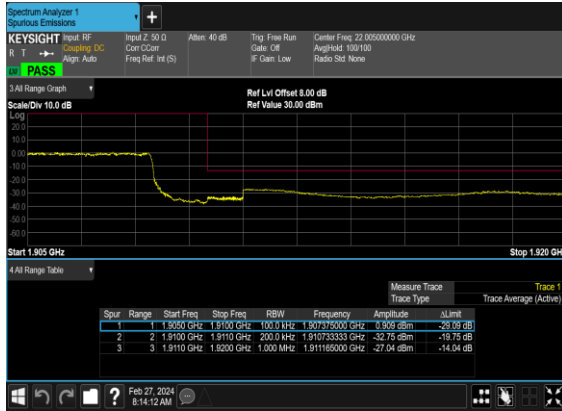 Spectrum Analyzer 1
Spurious Emissions
+
KEYSIGHT Input: RF Input Z: 50 Ω Atten: 40 dB Trig: Free Run Center Freq: 22.005000000 GHz
R T Coupling: DC Corr CCorr Gate: Off Avg|Hold: 100/100
Align: Auto Freq Ref: Int (S) IF Gain: Low Radio Std: None
PASS
3 All Range Graph
Ref Lvl Offset 8.00 dB
Scale/Div 10.0 dB Ref Value 30.00 dBm
Log
20.0
10.0
0.00
-10.0
-20.0
-30.0
-40.0
-50.0
-60.0
Start 1.905 GHz Stop 1.920 GH
4 All Range Table
Measure Trace Trace 1
Trace Type Trace Average (Active)
Spur Range Start Freq Stop Freq RBW Frequency Amplitude ΔLimit
1 1 1.9050 GHz 1.9100 GHz 100.0 kHz 1.907375000 GHz 0.909 dBm -29.09 dB
2 2 1.9100 GHz 1.9110 GHz 200.0 kHz 1.910733333 GHz -32.75 dBm -19.75 dB
3 3 1.9110 GHz 1.9200 GHz 1.000 MHz 1.911165000 GHz -27.04 dBm -14.04 dB
? Feb 27, 2024
8:14:12 AM